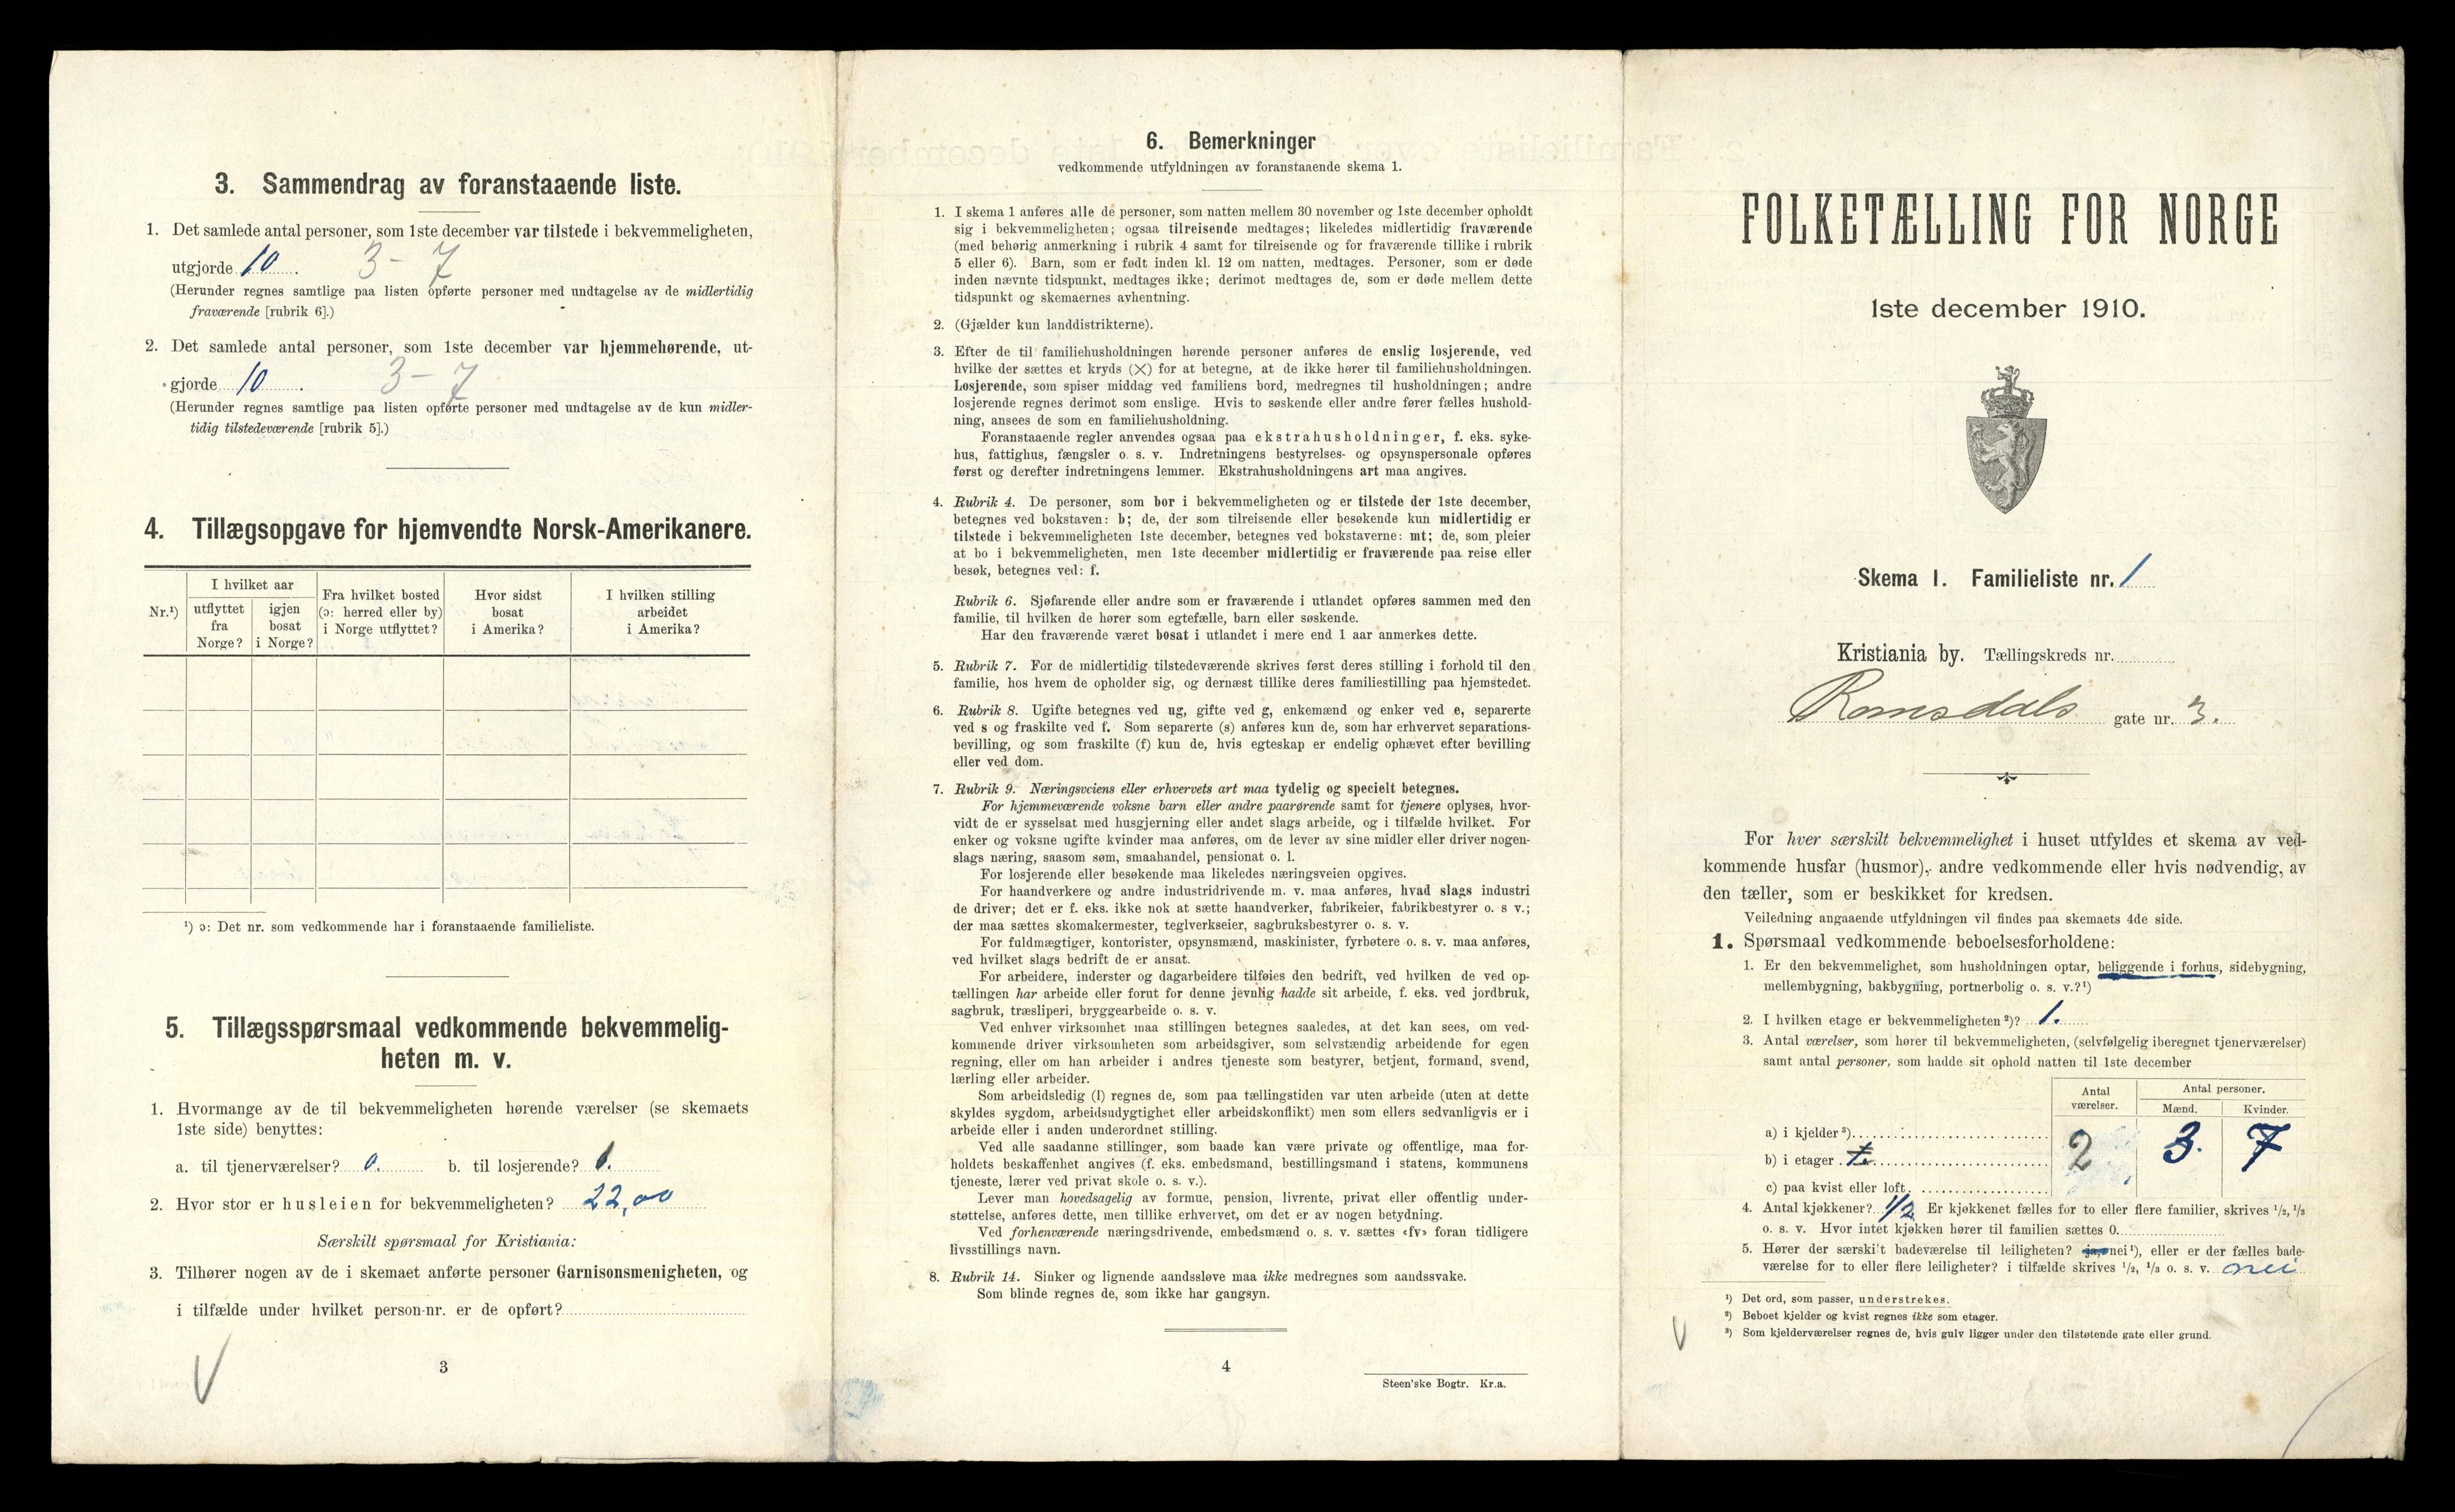 3. Sammendrag av foranstaaende liste.
1. Det samlede antal personer, som 1ste december var tilstede i bekvemmeligheten,
utgjorde 10. 3 - 7
(Herunder regnes samtlige paa listen opførte personer med undtagelse av de midlertidig
fraværende [rubrik 6].)
2. Det samlede antal personer, som 1ste december var hjemmehørende, ut-
gjorde 10. 3 - 7
(Herunder regnes samtlige paa listen opførte personer med undtagelse av de kun midler-
tidig tilstedeværende [rubrik 5].)
4. Tillægsopgave for hjemvendte Norsk-Amerikanere.
Nr.¹)
I hvilket aar
utflyttet
fra
Norge?
igjen
bosat
i Norge?
Fra hvilket bosted
(ɔ: herred eller by)
i Norge utflyttet?
Hvor sidst
bosat
i Amerika?
I hvilken stilling
arbeidet
i Amerika?
¹) ɔ: Det nr. som vedkommende har i foranstaaende familieliste.
5. Tillægsspørsmaal vedkommende bekvemmelig-
heten m. v.
1. Hvormange av de til bekvemmeligheten hørende værelser (se skemaets
1ste side) benyttes:
a. til tjenerværelser? 0. b. til losjerende?
2. Hvor stor er husleien for bekvemmeligheten? 22,00
Særskilt spørsmaal for Kristiania:
3. Tilhører nogen av de i skemaet anførte personer Garnisonsmenigheten, og
i tilfælde under hvilket person-nr. er de opført?
3
6. Bemerkninger
vedkommende utfyldningen av foranstaaende skema 1.
1. I skema 1 anføres alle de personer, som natten mellem 30 november og 1ste december opholdt
sig i bekvemmeligheten; ogsaa tilreisende medtages; likeledes midlertidig fraværende
(med behørig anmerkning i rubrik 4 samt for tilreisende og for fraværende tillike i rubrik
5 eller 6). Barn, som er født inden kl. 12 om natten, medtages. Personer, som er døde
inden nævnte tidspunkt, medtages ikke; derimot medtages de, som er døde mellem dette
tidspunkt og skemaernes avhentning.
2. (Gjælder kun landdistrikterne).
3. Efter de til familiehusholdningen hørende personer anføres de enslig losjerende, ved
hvilke der sættes et kryds (×) for at betegne, at de ikke hører til familiehusholdningen.
Losjerende, som spiser middag ved familiens bord, medregnes til husholdningen; andre
losjerende regnes derimot som enslige. Hvis to søskende eller andre fører fælles hushold-
ning, ansees de som en familiehusholdning.
Foranstaaende regler anvendes ogsaa paa ekstrahusholdninger, f. eks. syke-
hus, fattighus, fængsler o. s. v. Indretningens bestyrelses- og opsynspersonale opføres
først og derefter indretningens lemmer. Ekstrahusholdningens art maa angives.
4. Rubrik 4. De personer, som bor i bekvemmeligheten og er tilstede der 1ste december,
betegnes ved bokstaven: b; de, der som tilreisende eller besøkende kun midlertidig er
tilstede i bekvemmeligheten 1ste december, betegnes ved bokstaverne: mt; de, som pleier
at bo i bekvemmeligheten, men 1ste december midlertidig er fraværende paa reise eller
besøk, betegnes ved: f.
Rubrik 6. Sjøfarende eller andre som er fraværende i utlandet opføres sammen med den
familie, til hvilken de hører som egtefælle, barn eller søskende.
Har den fraværende været bosat i utlandet i mere end 1 aar anmerkes dette.
5. Rubrik 7. For de midlertidig tilstedeværende skrives først deres stilling i forhold til den
familie, hos hvem de opholder sig, og dernæst tillike deres familiestilling paa hjemstedet.
6. Rubrik 8. Ugifte betegnes ved ug, gifte ved g, enkemænd og enker ved e, separerte
ved s og fraskilte ved f. Som separerte (s) anføres kun de, som har erhvervet separations-
bevilling, og som fraskilte (f) kun de, hvis egteskap er endelig ophævet efter bevilling
eller ved dom.
7. Rubrik 9. Næringsveiens eller erhvervets art maa tydelig og specielt betegnes.
For hjemmeværende voksne barn eller andre paarørende samt for tjenere oplyses, hvor-
vidt de er sysselsat med husgjerning eller andet slags arbeide, og i tilfælde hvilket. For
enker og voksne ugifte kvinder maa anføres, om de lever av sine midler eller driver nogen-
slags næring, saasom søm, smaahandel, pensionat o. l.
For losjerende eller besøkende maa likeledes næringsveien opgives.
For haandverkere og andre industridrivende m. v. maa anføres, hvad slags industri
de driver; det er f. eks. ikke nok at sætte haandverker, fabrikeier, fabrikbestyrer o. s v.;
der maa sættes skomakermester, teglverkseier, sagbruksbestyrer o. s. v.
For fuldmægtiger, kontorister, opsynsmænd, maskinister, fyrbøtere o. s. v. maa anføres,
ved hvilket slags bedrift de er ansat.
For arbeidere, inderster og dagarbeidere tilføies den bedrift, ved hvilken de ved op-
tællingen har arbeide eller forut for denne jevnlig hadde sit arbeide, f. eks. ved jordbruk,
sagbruk, træsliperi, bryggearbeide o. s. v.
Ved enhver virksomhet maa stillingen betegnes saaledes, at det kan sees, om ved-
kommende driver virksomheten som arbeidsgiver, som selvstændig arbeidende for egen
regning, eller om han arbeider i andres tjeneste som bestyrer, betjent, formand, svend,
lærling eller arbeider.
Som arbeidsledig (l) regnes de, som paa tællingstiden var uten arbeide (uten at dette
skyldes sygdom, arbeidsudygtighet eller arbeidskonflikt) men som ellers sedvanligvis er i
arbeide eller i anden underordnet stilling.
Ved alle saadanne stillinger, som baade kan være private og offentlige, maa for-
holdets beskaffenhet angives (f. eks. embedsmand, bestillingsmand i statens, kommunens
tjeneste, lærer ved privat skole o. s. v.).
Lever man hovedsagelig av formue, pension, livrente, privat eller offentlig under-
støttelse, anføres dette, men tillike erhvervet, om det er av nogen betydning.
Ved forhenværende næringsdrivende, embedsmænd o. s. v. sættes «fv» foran tidligere
livsstillings navn.
8. Rubrik 14. Sinker og lignende aandssløve maa ikke medregnes som aandssvake.
Som blinde regnes de, som ikke har gangsyn.
4
Steen'ske Bogtr. Kr.a.
FOLKETÆLLING FOR NORGE
1ste december 1910.
Skema 1. Familieliste nr. 1
Kristiania by. Tællingskreds nr.
Romsdals gate nr. 3.
For hver særskilt bekvemmelighet i huset utfyldes et skema av ved-
kommende husfar (husmor), andre vedkommende eller hvis nødvendig, av
den tæller, som er beskikket for kredsen.
Veiledning angaaende utfyldningen vil findes paa skemaets 4de side.
1. Spørsmaal vedkommende beboelsesforholdene:
1. Er den bekvemmelighet, som husholdningen optar, beliggende i forhus, sidebygning,
mellembygning, bakbygning, portnerbolig o. s. v.?¹)
2. I hvilken etage er bekvemmeligheten²)? 1.
3. Antal værelser, som hører til bekvemmeligheten, (selvfølgelig iberegnet tjenerværelser)
samt antal personer, som hadde sit ophold natten til 1ste december
Antal
værelser.
Antal personer.
Mænd. Kvinder.
a) i kjelder³)
b) i etager 2 3. 7
c) paa kvist eller loft
4. Antal kjøkkener? 1/2 Er kjøkkenet fælles for to eller flere familier, skrives ¹/₂, ¹/₃
o. s. v. Hvor intet kjøkken hører til familien sættes 0.
5. Hører der særski't badeværelse til leiligheten? ja, nei¹), eller er der fælles bade-
værelse for to eller flere leiligheter? i tilfælde skrives ¹/₂, ¹/₃ o. s. v. nei
¹) Det ord, som passer, understrekes.
²) Beboet kjelder og kvist regnes ikke som etager.
³) Som kjelderværelser regnes de, hvis gulv ligger under den tilstøtende gate eller grund.